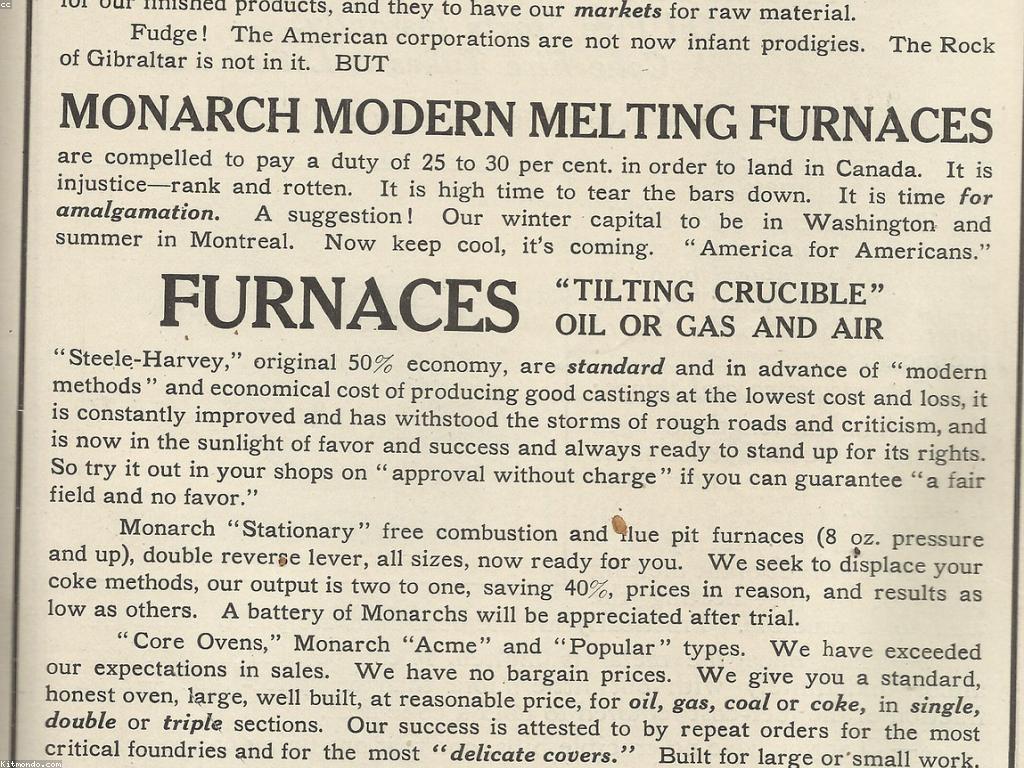 cc
for our finished products, and they to have our markets for raw material.
Fudge! The American corporations are not now infant prodigies. The Rock
of Gibraltar is not in it. BUT
MONARCH MODERN MELTING FURNACES
are compelled to pay a duty of 25 to 30 per cent. in order to land in Canada. It is
injustice—rank and rotten. It is high time to tear the bars down. It is time for
amalgamation. A suggestion! Our winter capital to be in Washington and
summer in Montreal. Now keep cool, it's coming. "America for Americans."
FURNACES "TILTING CRUCIBLE"
OIL OR GAS AND AIR
"Steele-Harvey," original 50% economy, are standard and in advance of "modern
methods" and economical cost of producing good castings at the lowest cost and loss, it
is constantly improved and has withstood the storms of rough roads and criticism, and
is now in the sunlight of favor and success and always ready to stand up for its rights.
So try it out in your shops on "approval without charge" if you can guarantee "a fair
field and no favor."
Monarch "Stationary" free combustion and flue pit furnaces (8 oz. pressure
and up), double reverse lever, all sizes, now ready for you. We seek to displace your
coke methods, our output is two to one, saving 40%, prices in reason, and results as
low as others. A battery of Monarchs will be appreciated after trial.
"Core Ovens," Monarch "Acme" and "Popular" types. We have exceeded
our expectations in sales. We have no bargain prices. We give you a standard,
honest oven, large, well built, at reasonable price, for oil, gas, coal or coke, in single,
double or triple sections. Our success is attested to by repeat orders for the most
critical foundries and for the most "delicate covers." Built for large or small work.
Kitmondo.com